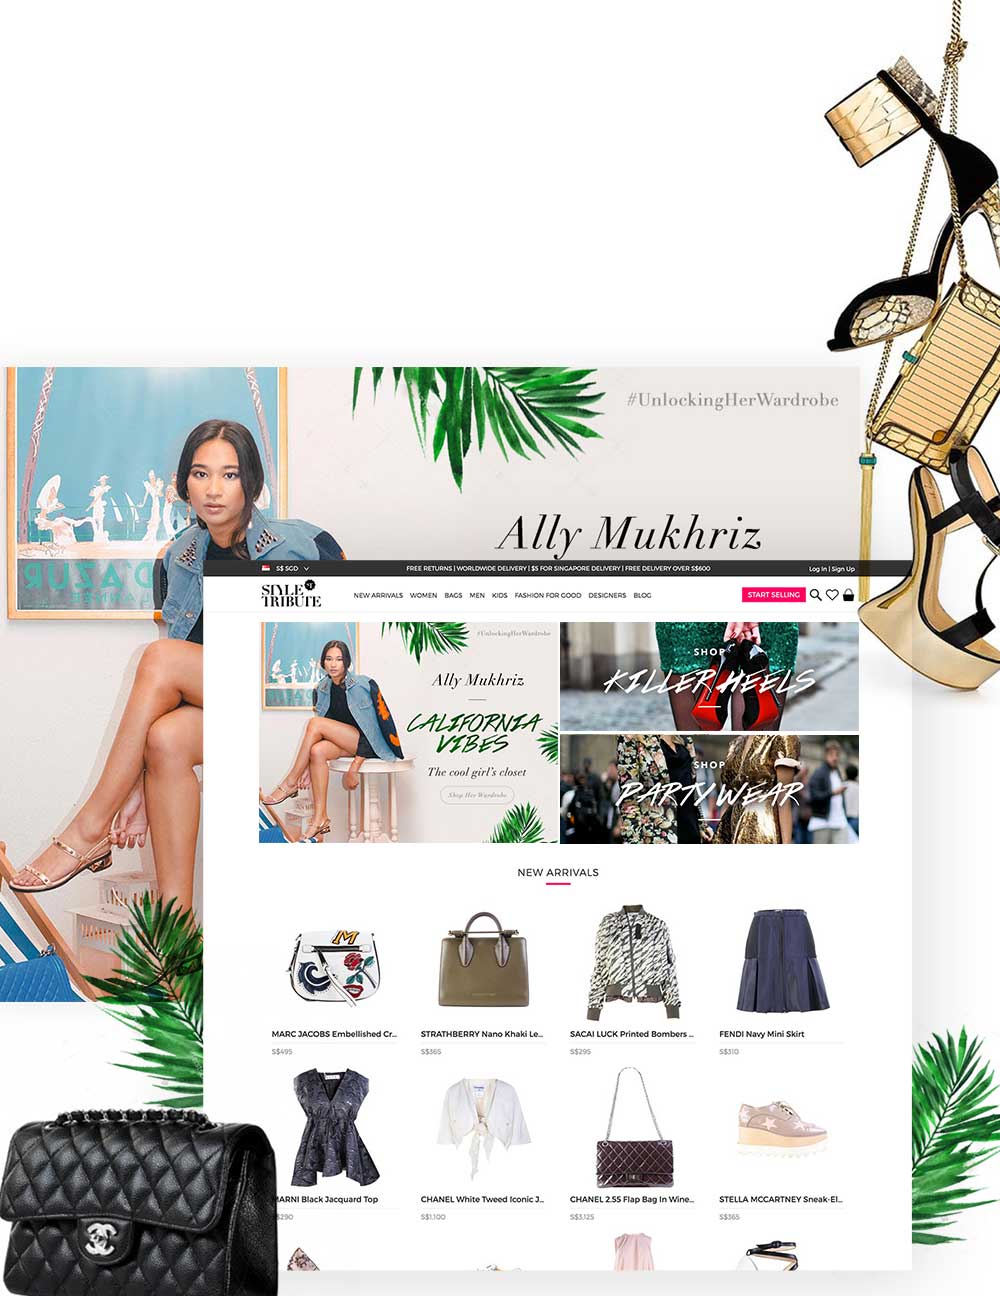 #UnlockingHerWardrobe
Ally Mukhriz
D'AZUR
S$ SGD
FREE RETURNS | WORLDWIDE DELIVERY | $5 FOR SINGAPORE DELIVERY | FREE DELIVERY OVER S$600
Log In | Sign Up
STYLE
TRIBUTE
ST
NEW ARRIVALS WOMEN BAGS MEN KIDS FASHION FOR GOOD DESIGNERS BLOG
START SELLING
#UnlockingHerWardrobe
Ally Mukhriz
CALIFORNIA
VIBES
The cool girl's closet
Shop Her Wardrobe
SHOP
KILLER HEELS
SHOP
PARTY WEAR
NEW ARRIVALS
M
MARC JACOBS Embellished Cr...
S$495
STRATHBERRY Nano Khaki Le...
S$365
SACAI LUCK Printed Bombers ...
S$295
FENDI Navy Mini Skirt
S$310
MARNI Black Jacquard Top
S$290
CHANEL White Tweed Iconic J...
S$1,100
CHANEL 2.55 Flap Bag In Wine...
S$3,125
STELLA MCCARTNEY Sneak-El...
S$365